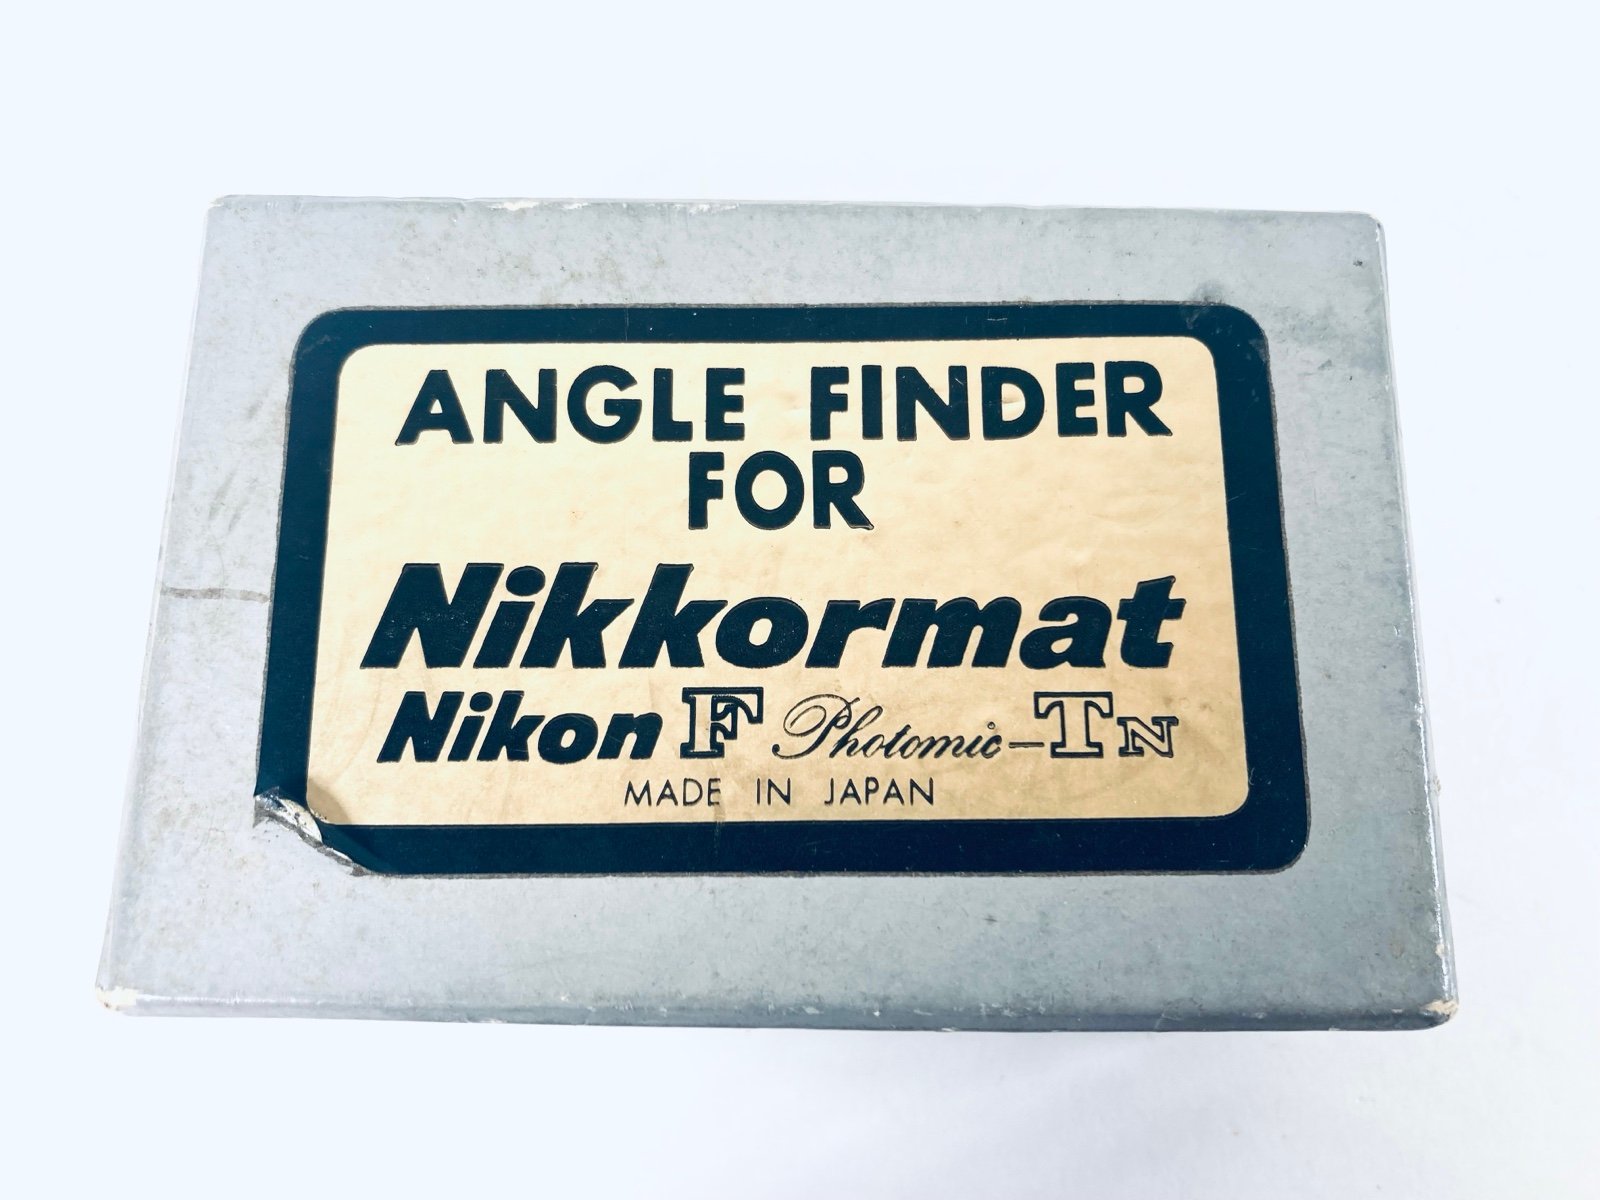 ANGLE FINDER
FOR
Nikkormat
Nikon F Photomic-TN
MADE IN JAPAN